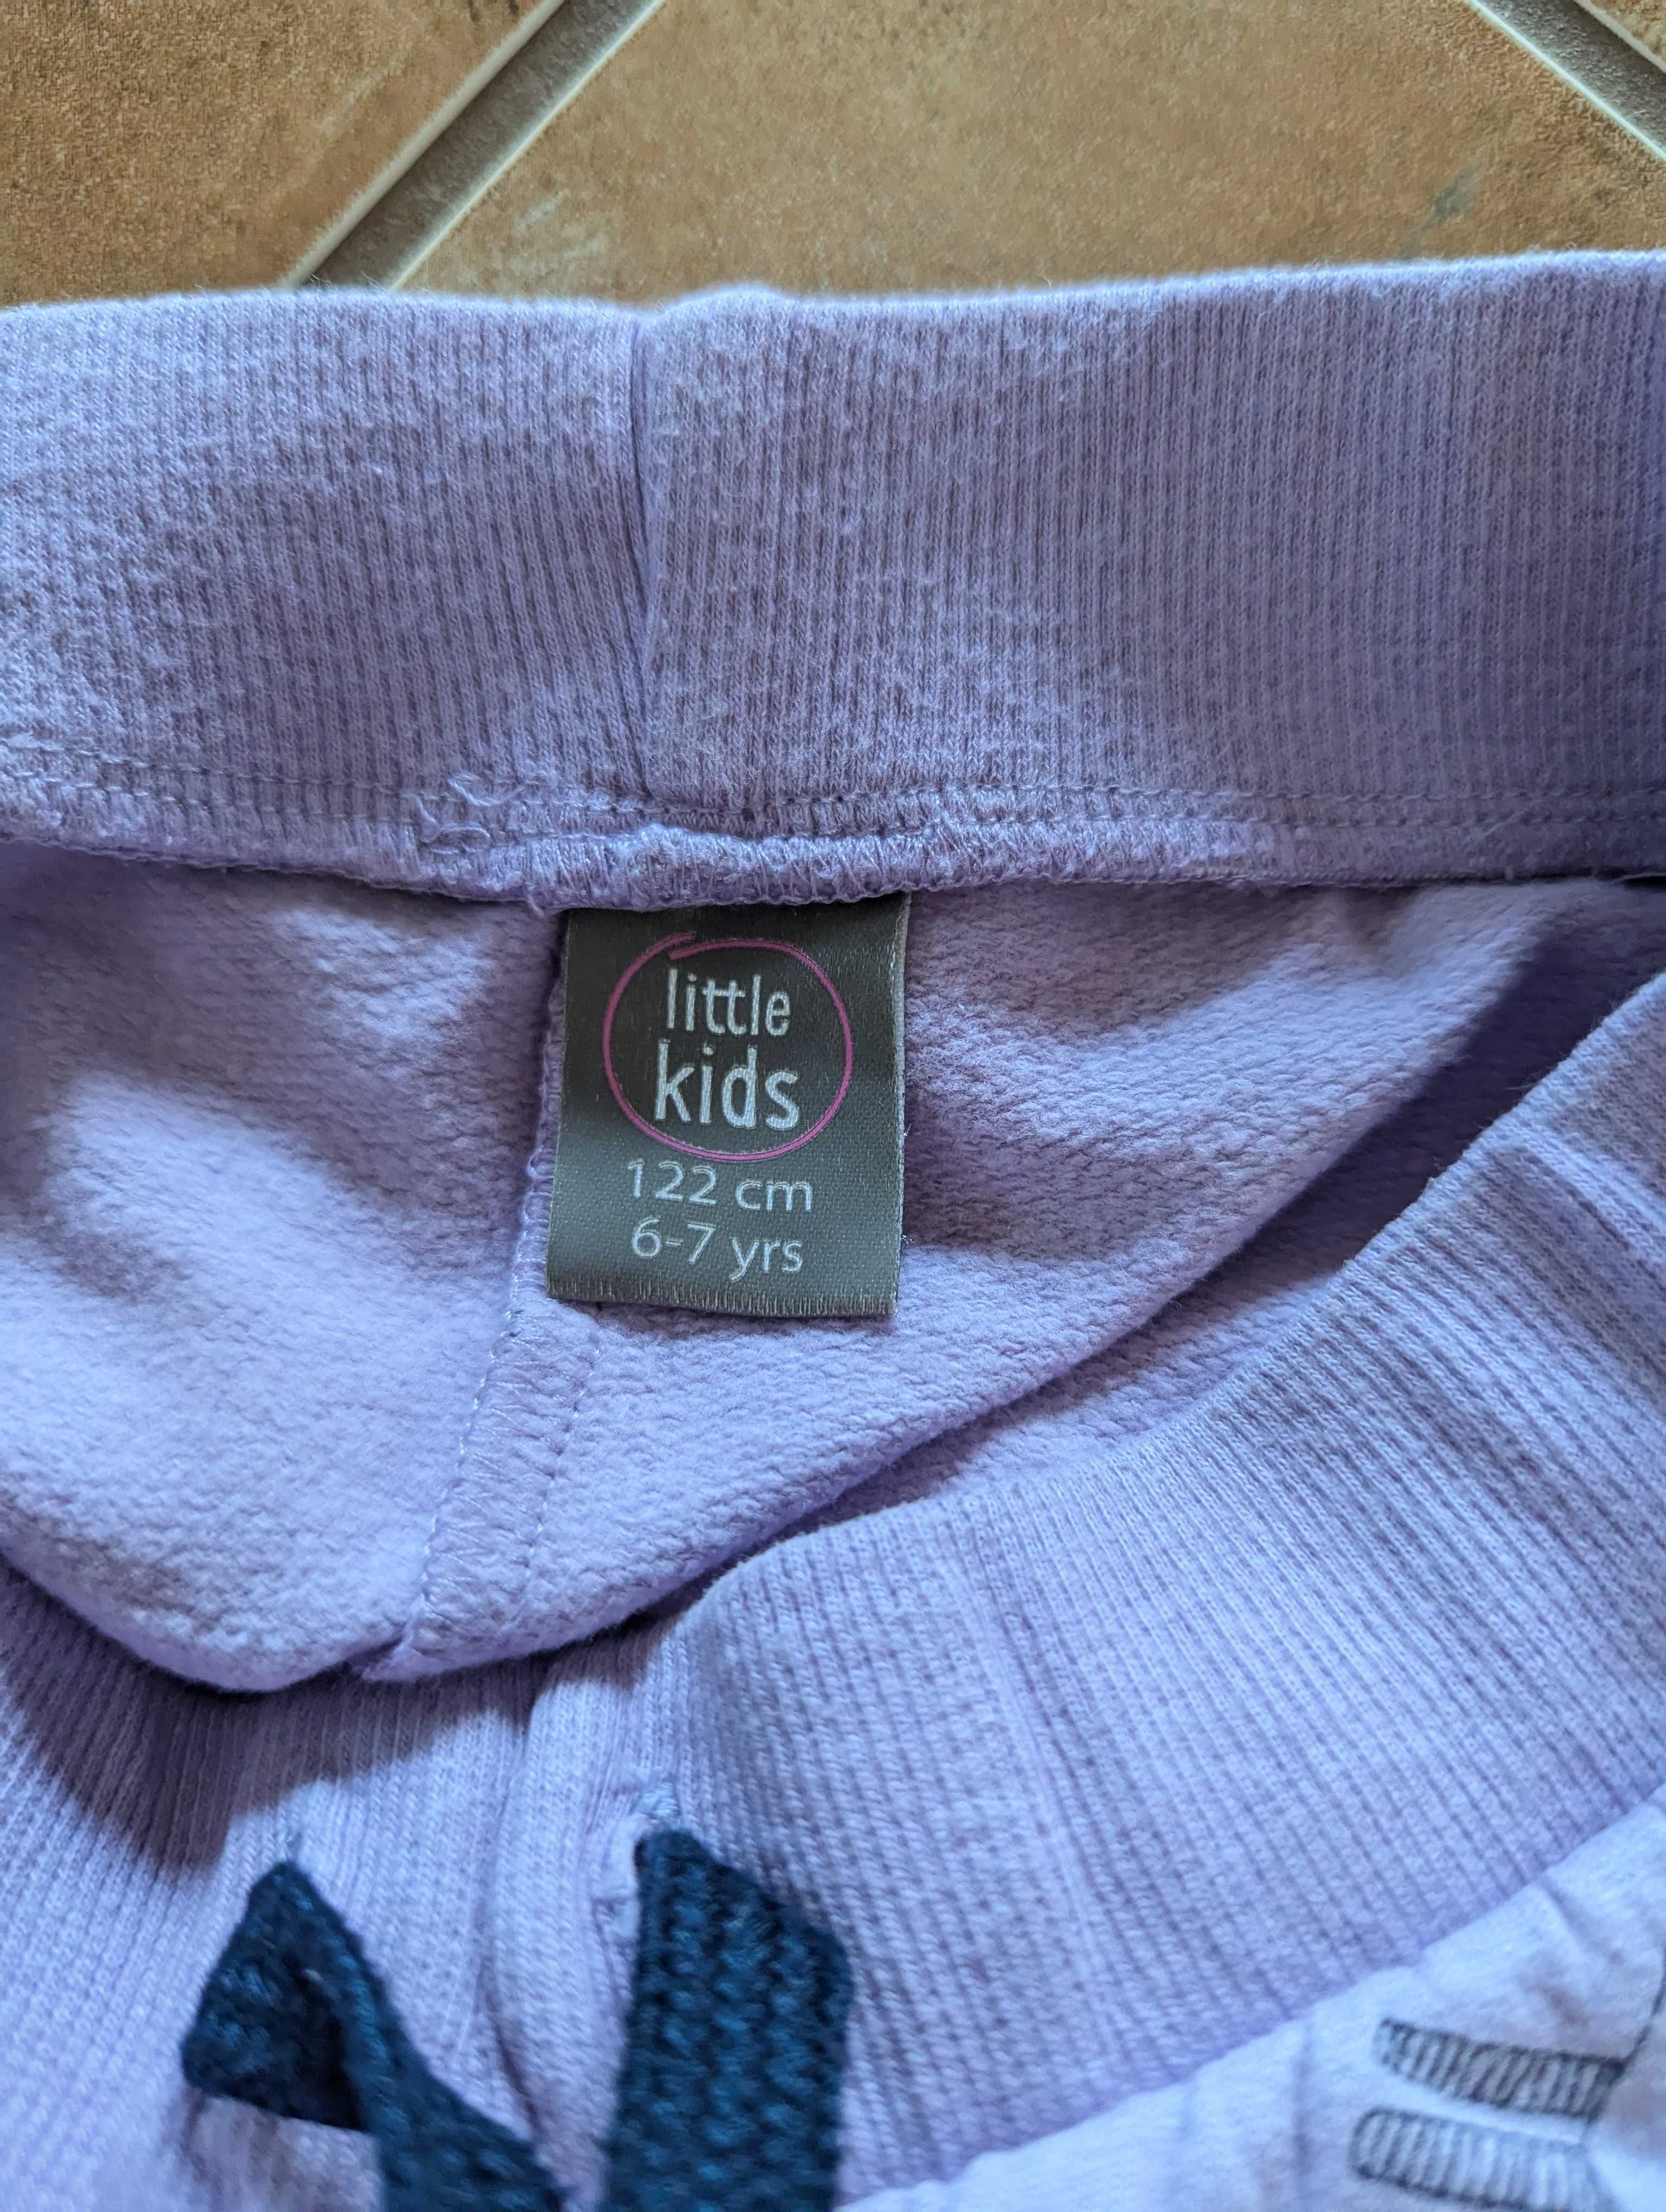 little
kids
122 cm
6-7 yrs